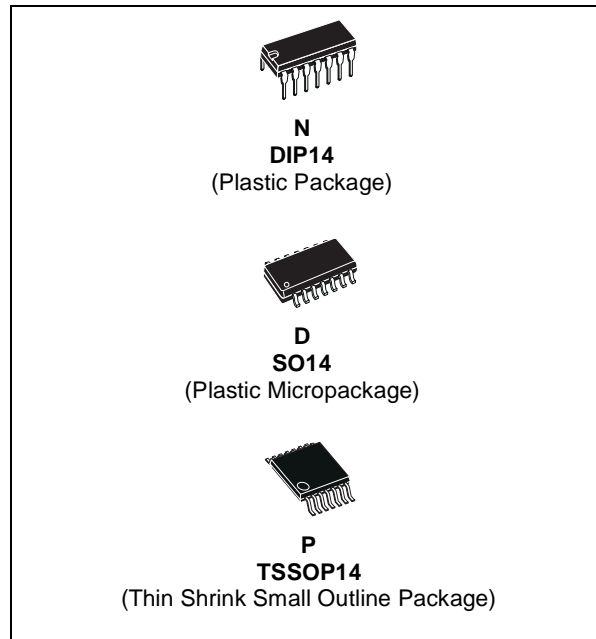 N
DIP14
(Plastic Package)
D
SO14
(Plastic Micropackage)
P
TSSOP14
(Thin Shrink Small Outline Package)